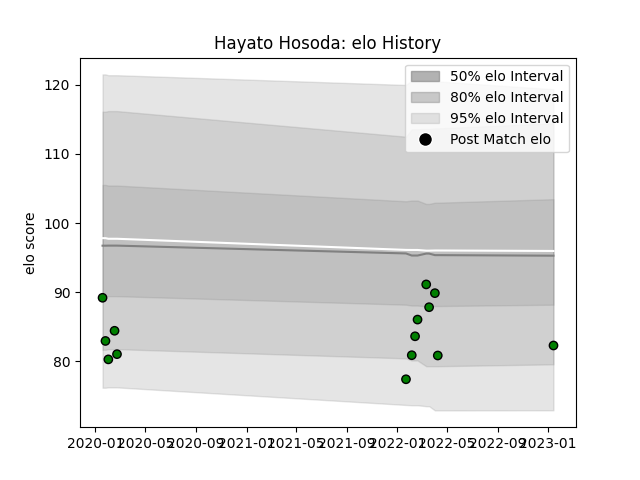 Hayato Hosoda: elo History
50% elo Interval
80% elo Interval
95% elo Interval
Post Match elo
elo score
120
110
100
90
80
2020-01 2020-05 2020-09 2021-01 2021-05 2021-09 2022-01 2022-05 2022-09 2023-01